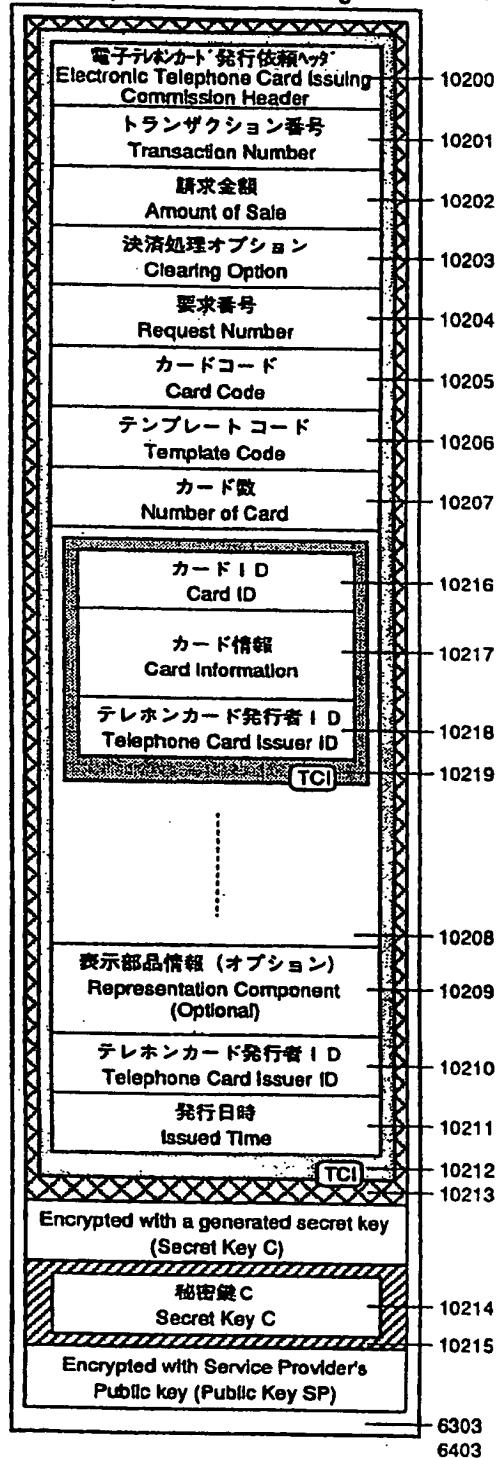 電子テレホンカード発行依頼ヘッダ
Electronic Telephone Card Issuing
Commission Header
10200
トランザクション番号
Transaction Number
10201
請求金額
Amount of Sale
10202
決済処理オプション
Clearing Option
10203
要求番号
Request Number
10204
カードコード
Card Code
10205
テンプレートコード
Template Code
10206
カード数
Number of Card
10207
カードID
Card ID
10216
カード情報
Card Information
10217
テレホンカード発行者ID
Telephone Card Issuer ID
10218
TCI
10219
10208
表示部品情報(オプション)
Representation Component
(Optional)
10209
テレホンカード発行者ID
Telephone Card Issuer ID
10210
発行日時
Issued Time
10211
TCI
10212
10213
Encrypted with a generated secret key
(Secret Key C)
秘密鍵C
Secret Key C
10214
10215
Encrypted with Service Provider's
Public key (Public Key SP)
6303
6403